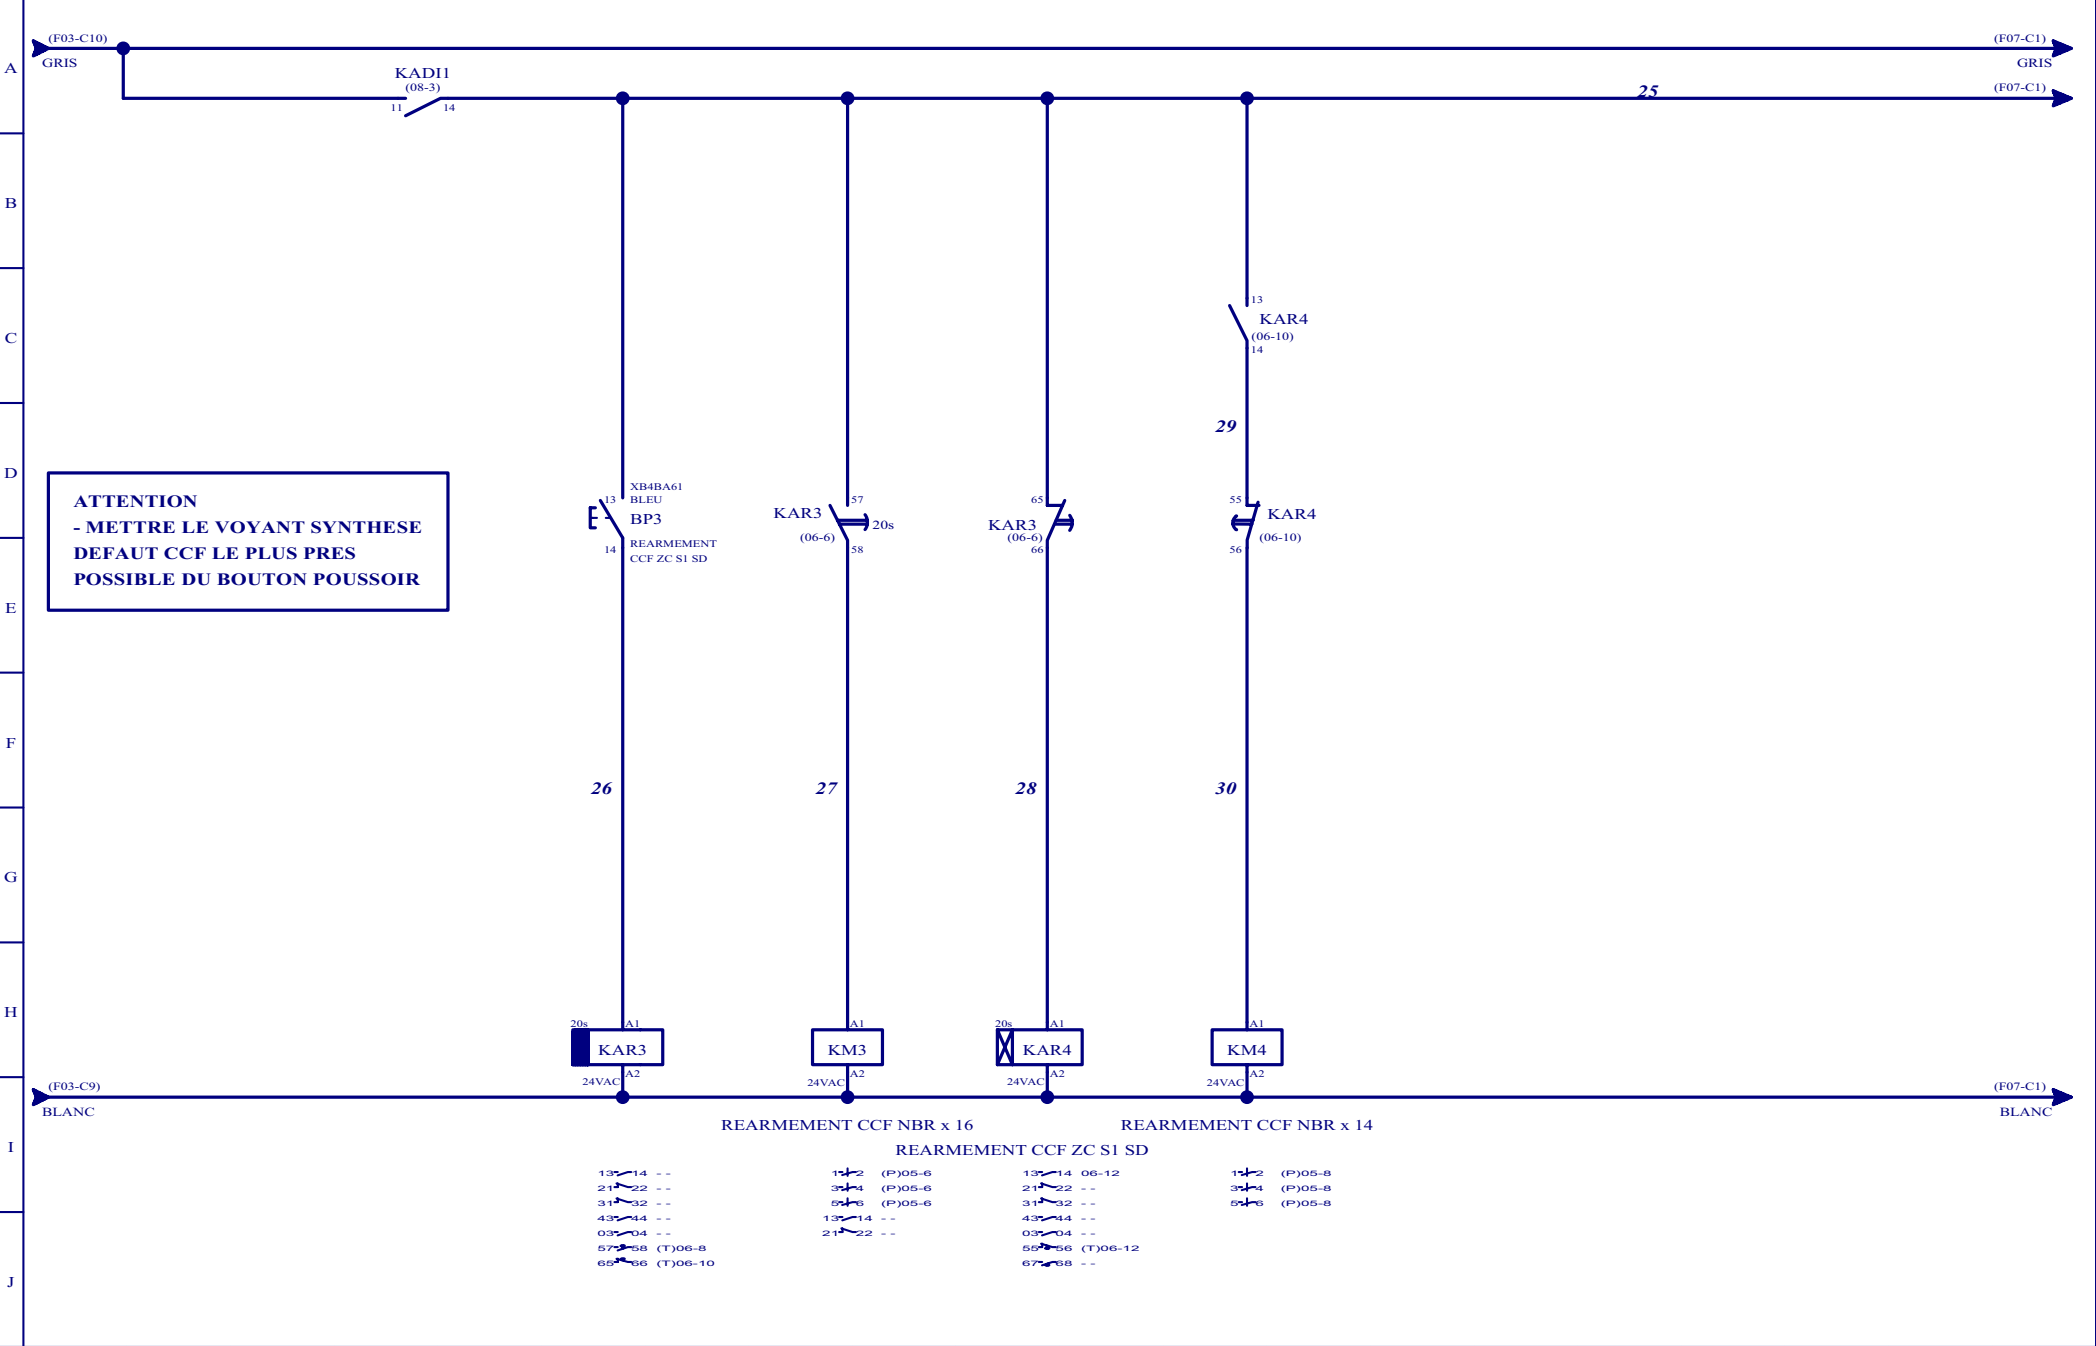 (F03-C10)
GRIS
(F07-C1)
GRIS
A
KADI1
(08-3)
11
14
25
(F07-C1)
B
C
13
KAR4
(06-10)
14
29
D
ATTENTION
- METTRE LE VOYANT SYNTHESE
DEFAUT CCF LE PLUS PRES
POSSIBLE DU BOUTON POUSSOIR
XB4BA61
13 BLEU
BP3
14 REARMEMENT
CCF ZC S1 SD
57
KAR3
20s
(06-6)
58
65
KAR3
(06-6)
66
55
KAR4
(06-10)
56
E
F
26
27
28
30
G
H
20s A1
KAR3
A2
24VAC
A1
KM3
A2
24VAC
20s A1
KAR4
A2
24VAC
A1
KM4
A2
24VAC
(F03-C9)
BLANC
(F07-C1)
BLANC
REARMEMENT CCF NBR x 16
REARMEMENT CCF NBR x 14
I
REARMEMENT CCF ZC S1 SD
13 14 - -
21 22 - -
31 32 - -
43 44 - -
03 04 - -
57 58 (T)06-8
65 66 (T)06-10
1 2 (P)05-6
3 4 (P)05-6
5 6 (P)05-6
13 14 - -
21 22 - -
13 14 06-12
21 22 - -
31 32 - -
43 44 - -
03 04 - -
55 56 (T)06-12
67 68 - -
1 2 (P)05-8
3 4 (P)05-8
5 6 (P)05-8
J